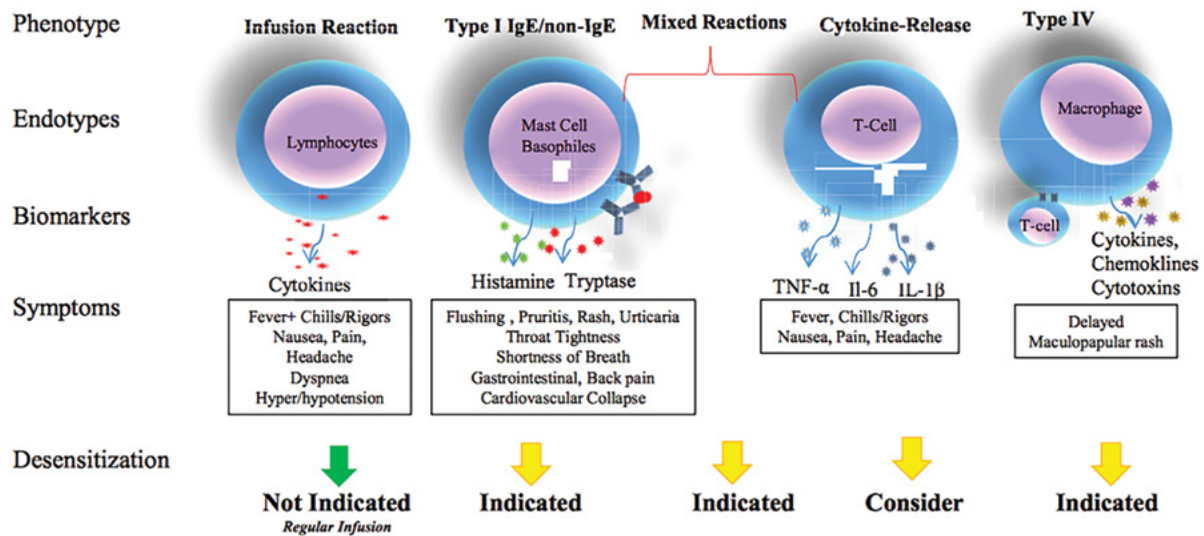 Phenotype
Infusion Reaction
Type I IgE/non-IgE
Mixed Reactions
Cytokine-Release
Type IV
Endotypes
Lymphocytes
Mast Cell
Basophiles
T-Cell
Macrophage
T-cell
Biomarkers
Cytokines
Histamine
Tryptase
TNF-α
Il-6
IL-1β
Cytokines,
Chemoklines
Cytotoxins
Symptoms
Fever+ Chills/Rigors
Nausea, Pain,
Headache
Dyspnea
Hyper/hypotension
Flushing , Pruritis, Rash, Urticaria
Throat Tightness
Shortness of Breath
Gastrointestinal, Back pain
Cardiovascular Collapse
Fever, Chills/Rigors
Nausea, Pain, Headache
Delayed
Maculopapular rash
Desensitization
Not Indicated
Regular Infusion
Indicated
Indicated
Consider
Indicated